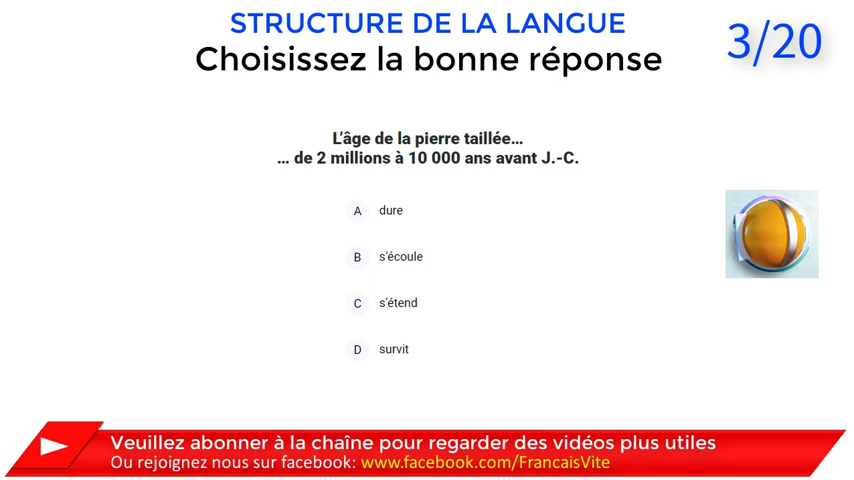 STRUCTURE DE LA LANGUE
Choisissez la bonne réponse
3/20
L'âge de la pierre taillée...
... de 2 millions à 10 000 ans avant J.-C.
A dure
B s'écoule
C s'étend
D survit
Veuillez abonner à la chaîne pour regarder des vidéos plus utiles
Ou rejoignez nous sur facebook: www.facebook.com/FrancaisVite